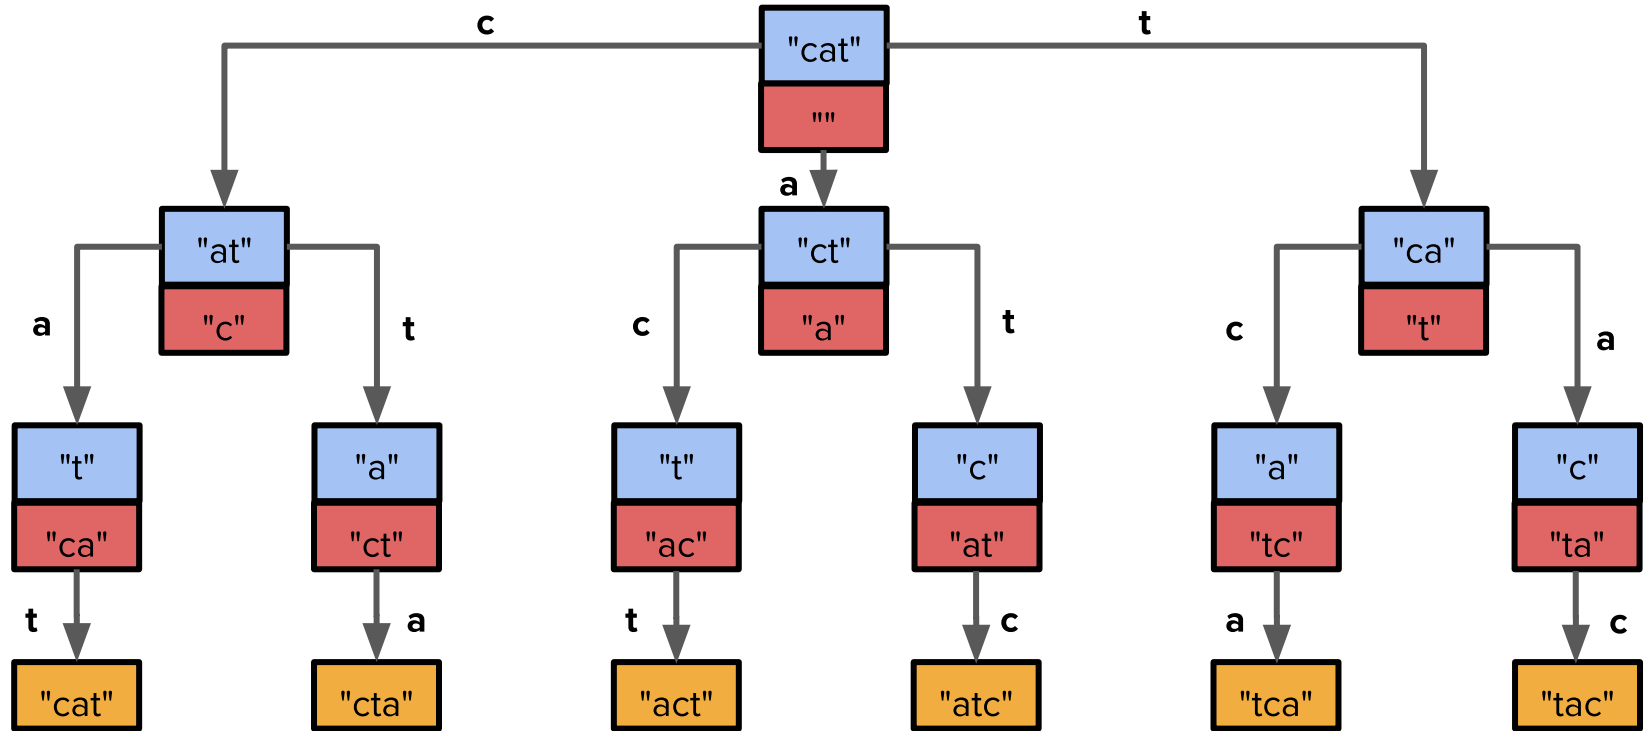 c
"cat"
t
""
a
"at"
"ct"
"ca"
"c"
"a"
"t"
a
t
c
t
c
a
"t"
"a"
"t"
"c"
"a"
"c"
"ca"
"ct"
"ac"
"at"
"tc"
"ta"
t
a
t
c
a
c
"cat"
"cta"
"act"
"atc"
"tca"
"tac"